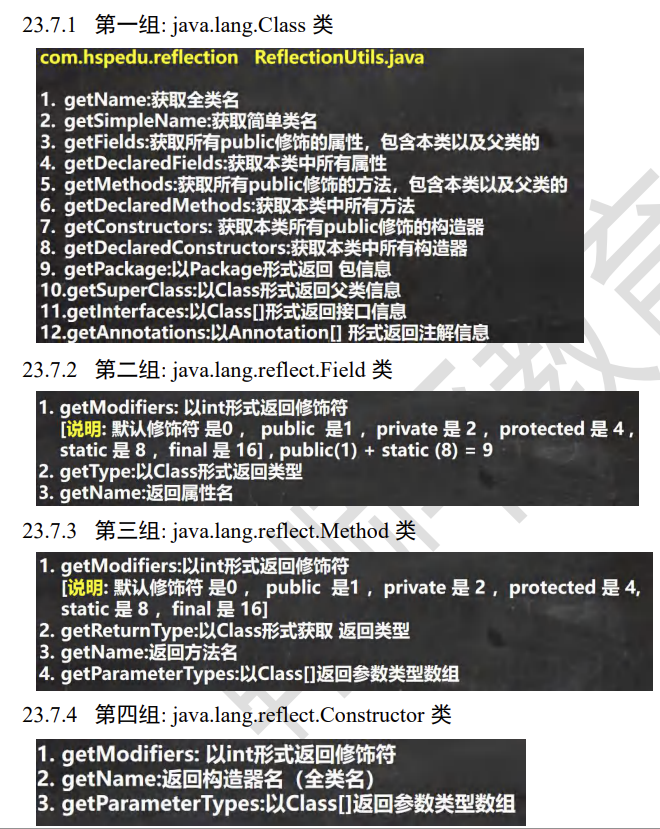 23.7.1 第一组: java.lang.Class 类
com.hspedu.reflection ReflectionUtils.java
1. getName:获取全类名
2. getSimpleName:获取简单类名
3. getFields:获取所有public修饰的属性，包含本类以及父类的
4. getDeclaredFields:获取本类中所有属性
5. getMethods:获取所有public修饰的方法，包含本类以及父类的
6. getDeclaredMethods:获取本类中所有方法
7. getConstructors: 获取本类所有public修饰的构造器
8. getDeclaredConstructors:获取本类中所有构造器
9. getPackage:以Package形式返回 包信息
10.getSuperClass:以Class形式返回父类信息
11.getInterfaces:以Class[]形式返回接口信息
12.getAnnotations:以Annotation[] 形式返回注解信息
23.7.2 第二组: java.lang.reflect.Field 类
1. getModifiers: 以int形式返回修饰符
[说明: 默认修饰符 是0 ， public 是1 ，private 是 2 ，protected 是 4 ,
static 是 8 ，final 是 16] , public(1) + static (8) = 9
2. getType:以Class形式返回类型
3. getName:返回属性名
23.7.3 第三组: java.lang.reflect.Method 类
1. getModifiers:以int形式返回修饰符
[说明: 默认修饰符 是0 ， public 是1 ，private 是 2 ，protected 是 4,
static 是 8 ，final 是 16]
2. getReturnType:以Class形式获取 返回类型
3. getName:返回方法名
4. getParameterTypes:以Class[]返回参数类型数组
23.7.4 第四组: java.lang.reflect.Constructor 类
1. getModifiers: 以int形式返回修饰符
2. getName:返回构造器名（全类名）
3. getParameterTypes:以Class[]返回参数类型数组